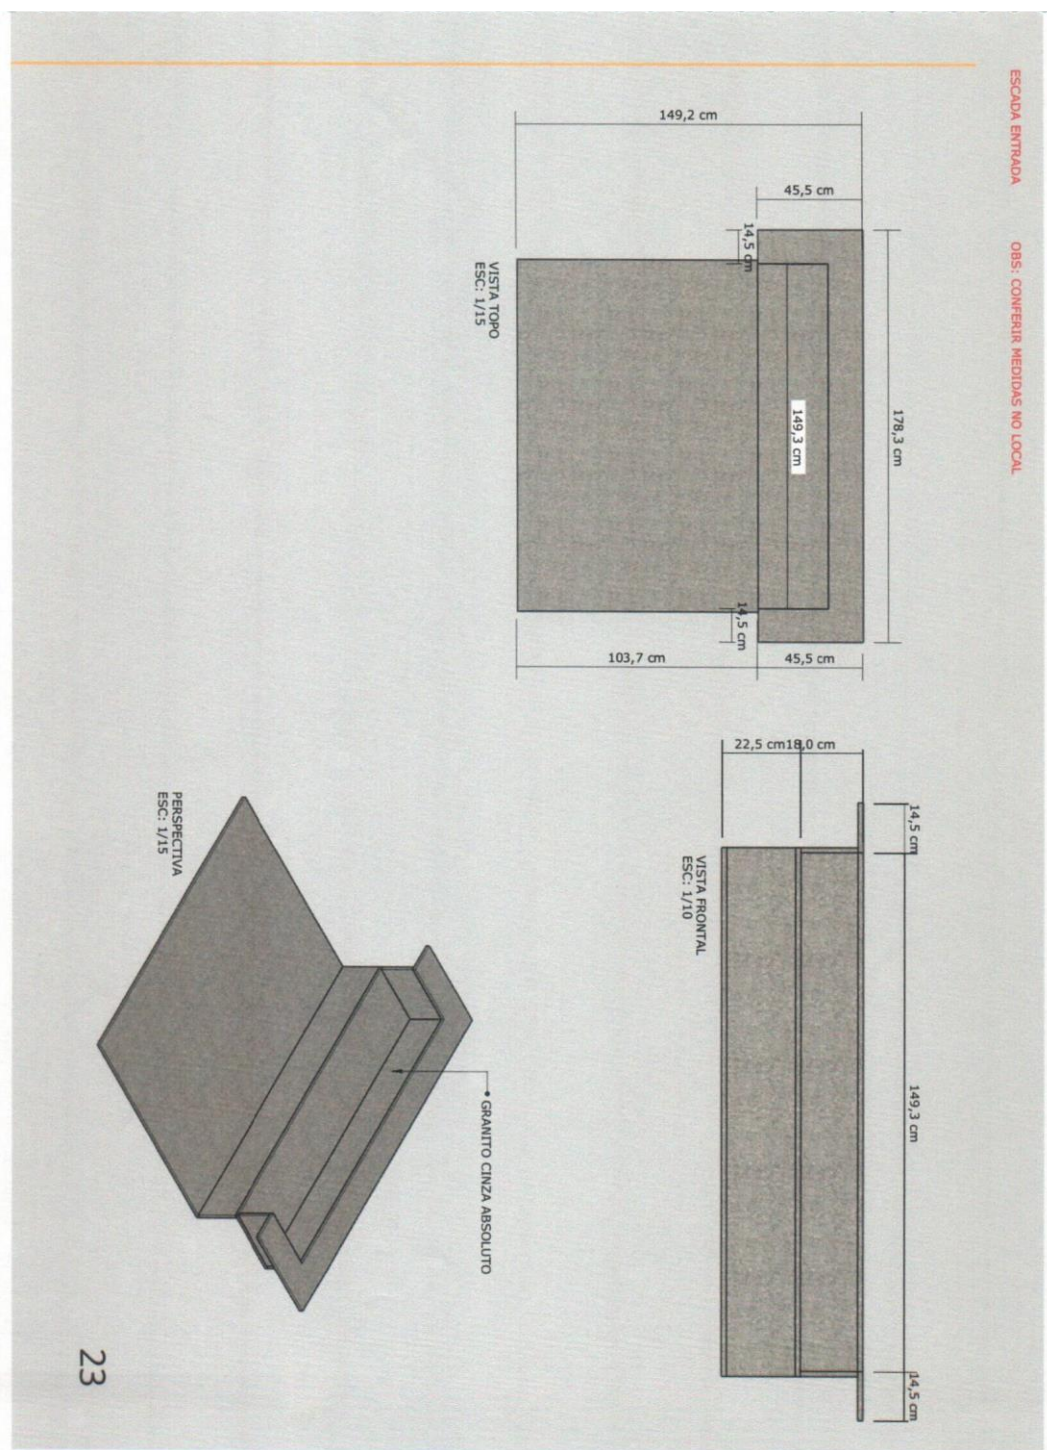 ESCADA ENTRADA
OBS: CONFERIR MEDIDAS NO LOCAL
149,2 cm
45,5 cm
14,5 cm
178,3 cm
149,3 cm
14,5 cm
103,7 cm
45,5 cm
VISTA TOPO
ESC: 1/15
22,5 cm
18,0 cm
14,5 cm
149,3 cm
14,5 cm
VISTA FRONTAL
ESC: 1/10
PERSPECTIVA
ESC: 1/15
GRANITO CINZA ABSOLUTO
23